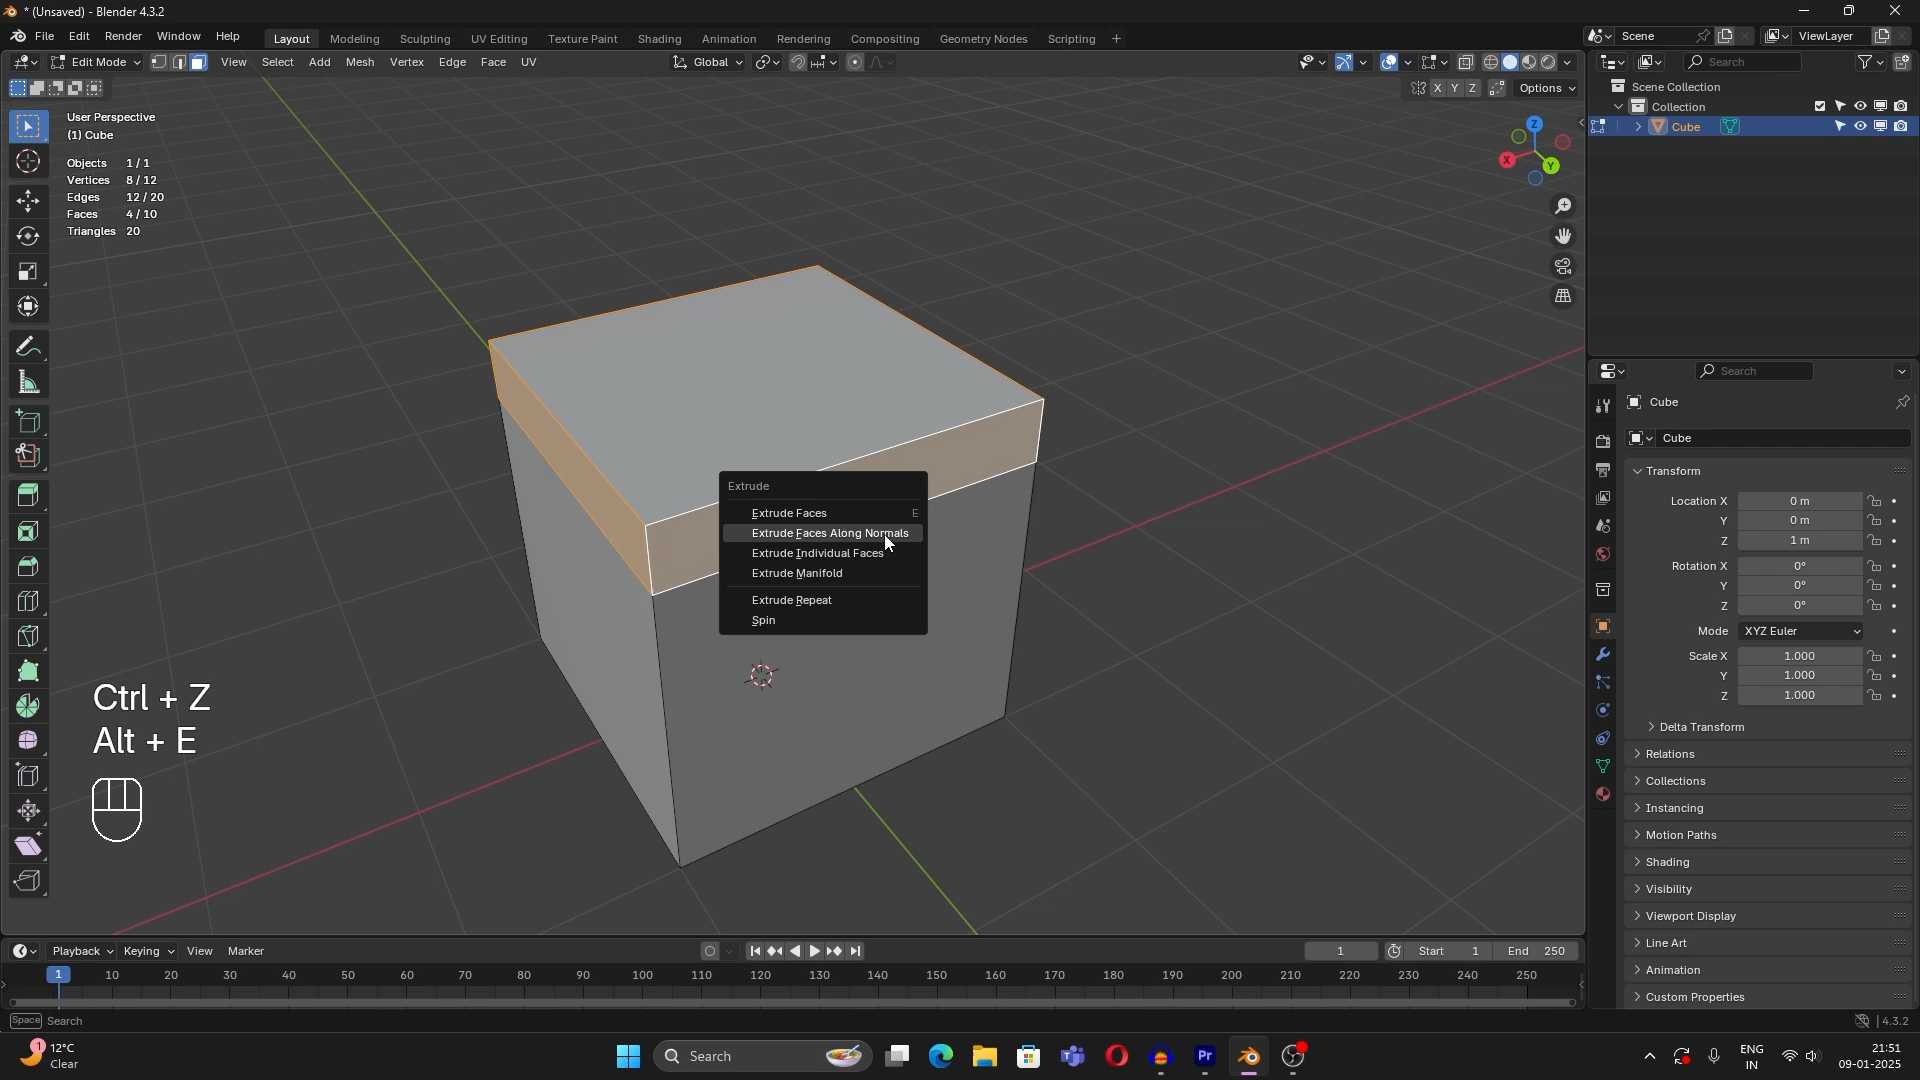 * (Unsaved) - Blender 4.3.2
File Edit Render Window Help Layout Modeling Sculpting UV Editing Texture Paint Shading Animation Rendering Compositing Geometry Nodes Scripting + Scene ViewLayer
Edit Mode View Select Add Mesh Vertex Edge Face UV Global Search
X Y Z Options
User Perspective
(1) Cube
Objects 1 / 1
Vertices 8 / 12
Edges 12 / 20
Faces 4 / 10
Triangles 20
Z
X
Y
Scene Collection
Collection
Cube
Extrude
Extrude Faces E
Extrude Faces Along Normals
Extrude Individual Faces
Extrude Manifold
Extrude Repeat
Spin
Ctrl + Z
Alt + E
Search
Cube
Cube
Transform
Location X 0 m
Y 0 m
Z 1 m
Rotation X 0°
Y 0°
Z 0°
Mode XYZ Euler
Scale X 1.000
Y 1.000
Z 1.000
Delta Transform
Relations
Collections
Instancing
Motion Paths
Shading
Visibility
Viewport Display
Line Art
Animation
Custom Properties
Playback Keying View Marker 1 Start 1 End 250
1 10 20 30 40 50 60 70 80 90 100 110 120 130 140 150 160 170 180 190 200 210 220 230 240 250
Space Search 4.3.2
1
12°C
Clear
Search
Pr
ENG
IN
21:51
09-01-2025